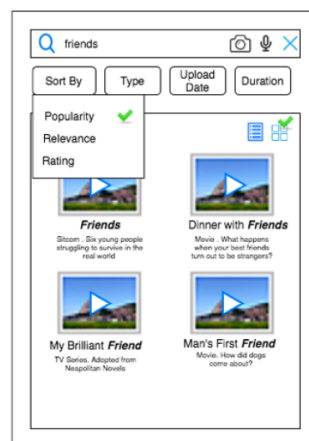 friends
Sort By
Type
Upload
Date
Duration
Popularity
Relevance
Rating
Friends
Sitcom . Six young people
struggling to survive in the
real world
Dinner with Friends
Movie . What happens
when your best friends
turn out to be strangers?
My Brilliant Friend
TV Series. Adapted from
Neapolitan Novels
Man's First Friend
Movie. How did dogs
come about?